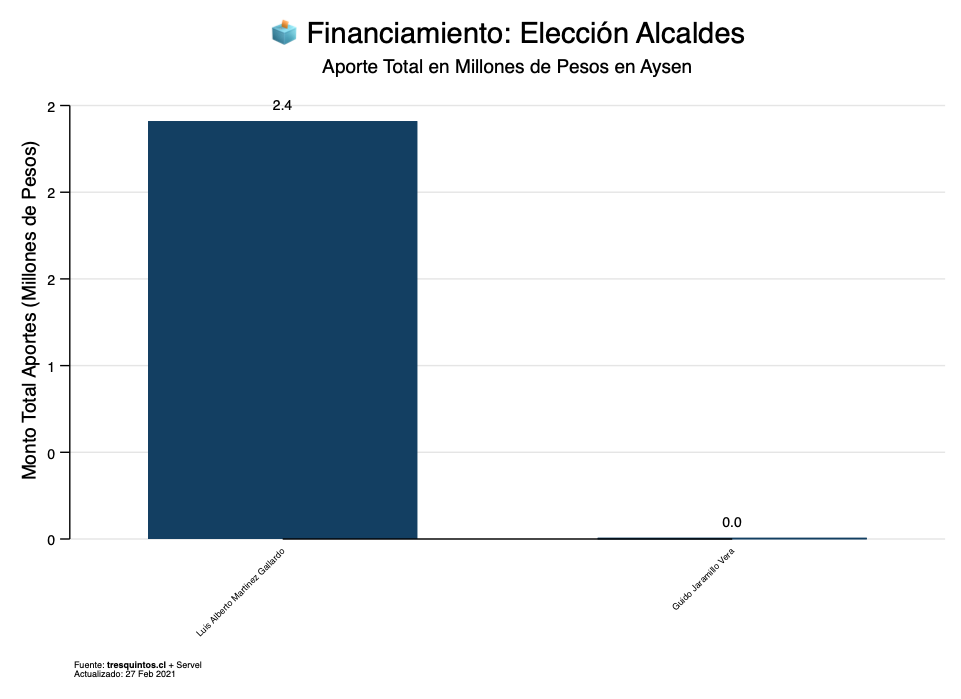 🗳️ Financiamiento: Elección Alcaldes
Aporte Total en Millones de Pesos en Aysen
Monto Total Aportes (Millones de Pesos)
2
2
2
1
0
0
2.4
0.0
Luis Alberto Martinez Gallardo
Guido Jaramillo Vera
Fuente: tresquintos.cl + Servel
Actualizado: 27 Feb 2021